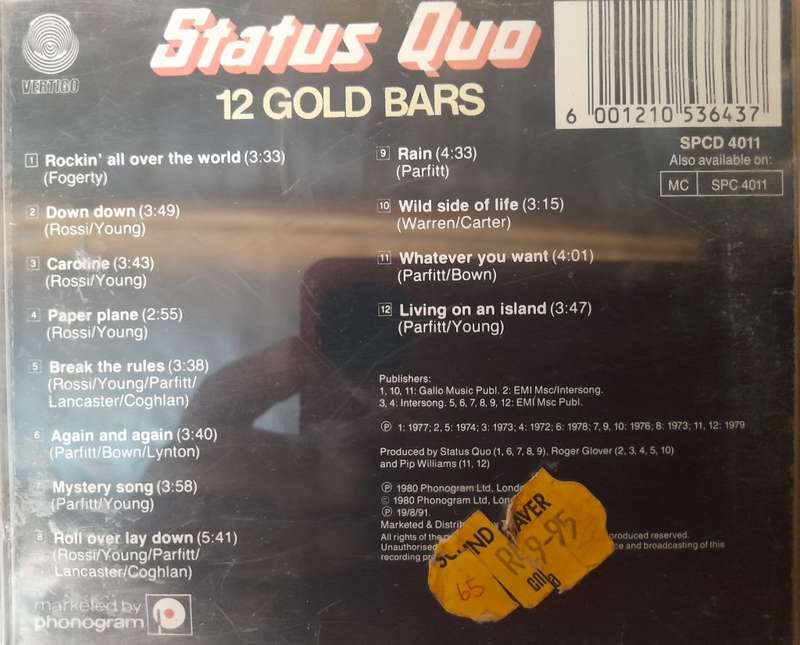 VERTIGO
Status Quo
12 GOLD BARS
6 001210 536437
SPCD 4011
Also available on:
MC SPC 4011
1 Rockin' all over the world (3:33)
(Fogerty)
2 Down down (3:49)
(Rossi/Young)
3 Caroline (3:43)
(Rossi/Young)
4 Paper plane (2:55)
(Rossi/Young)
5 Break the rules (3:38)
(Rossi/Young/Parfitt/
Lancaster/Coghlan)
6 Again and again (3:40)
(Parfitt/Bown/Lynton)
Mystery song (3:58)
(Parfitt/Young)
8 Roll over lay down (5:41)
(Rossi/Young/Parfitt/
Lancaster/Coghlan)
marketed by
phonogram
9 Rain (4:33)
(Parfitt)
10 Wild side of life (3:15)
(Warren/Carter)
11 Whatever you want (4:01)
(Parfitt/Bown)
12 Living on an island (3:47)
(Parfitt/Young)
Publishers:
1, 10, 11: Gallo Music Publ. 2: EMI Msc/Intersong.
3, 4: Intersong. 5, 6, 7, 8, 9, 12: EMI Msc Publ.
℗ 1: 1977; 2, 5: 1974; 3: 1973; 4: 1972; 6: 1978; 7, 9, 10: 1976; 8: 1973; 11, 12: 1979
Produced by Status Quo (1, 6, 7, 8, 9), Roger Glover (2, 3, 4, 5, 10)
and Pip Williams (11, 12)
℗ 1980 Phonogram Ltd,
© 1980 Phonogram Ltd,
℗ 19/8/91.
Marketed &
All rights of the produced reserved.
Unauthorised and broadcasting of this
recording
65
cna